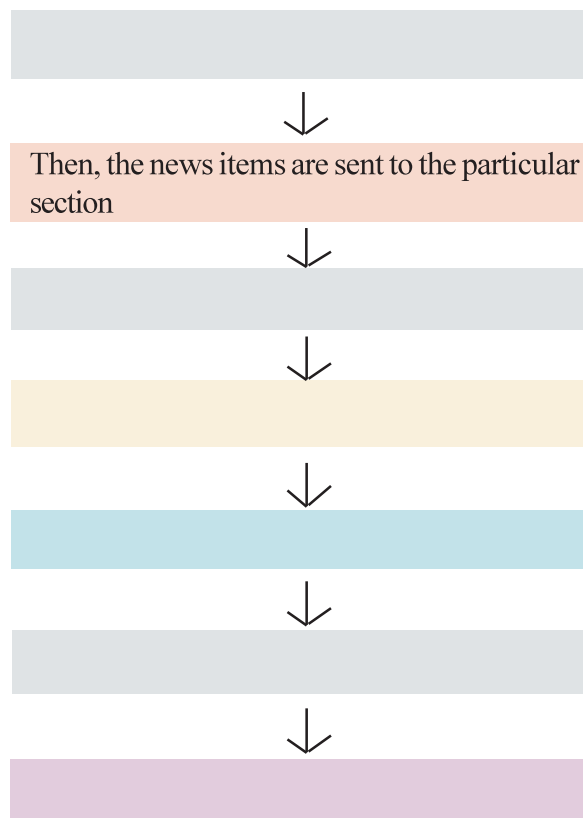 Then, the news items are sent to the particular
section